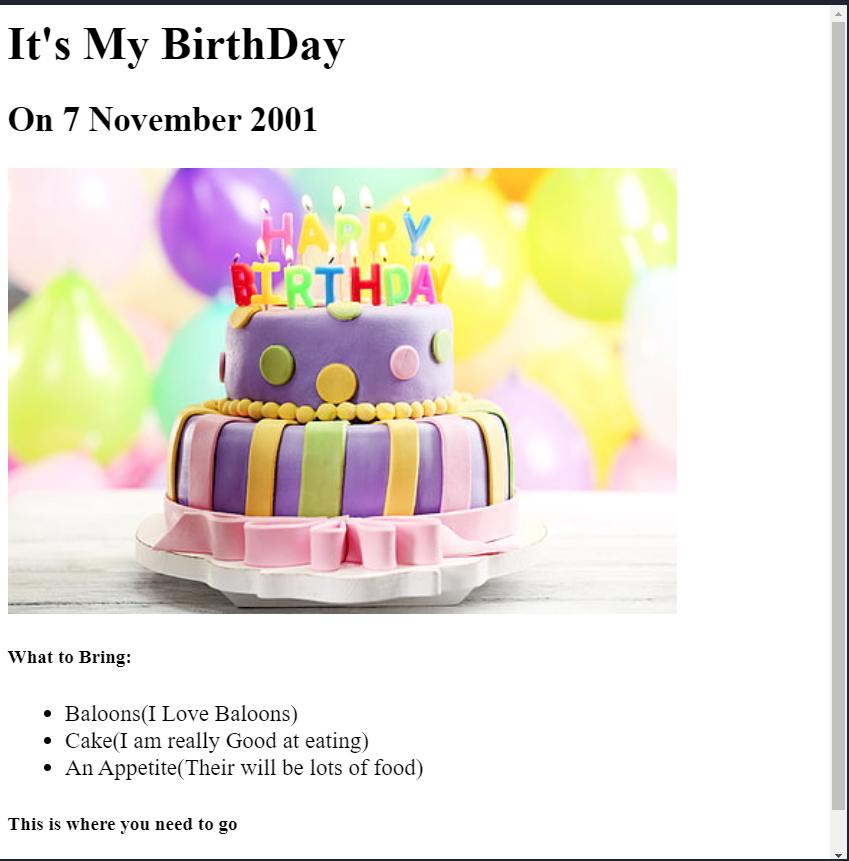 It's My BirthDay
On 7 November 2001
HAPPY
BIRTHDAY
What to Bring:
Baloons(I Love Baloons)
Cake(I am really Good at eating)
An Appetite(Their will be lots of food)
This is where you need to go